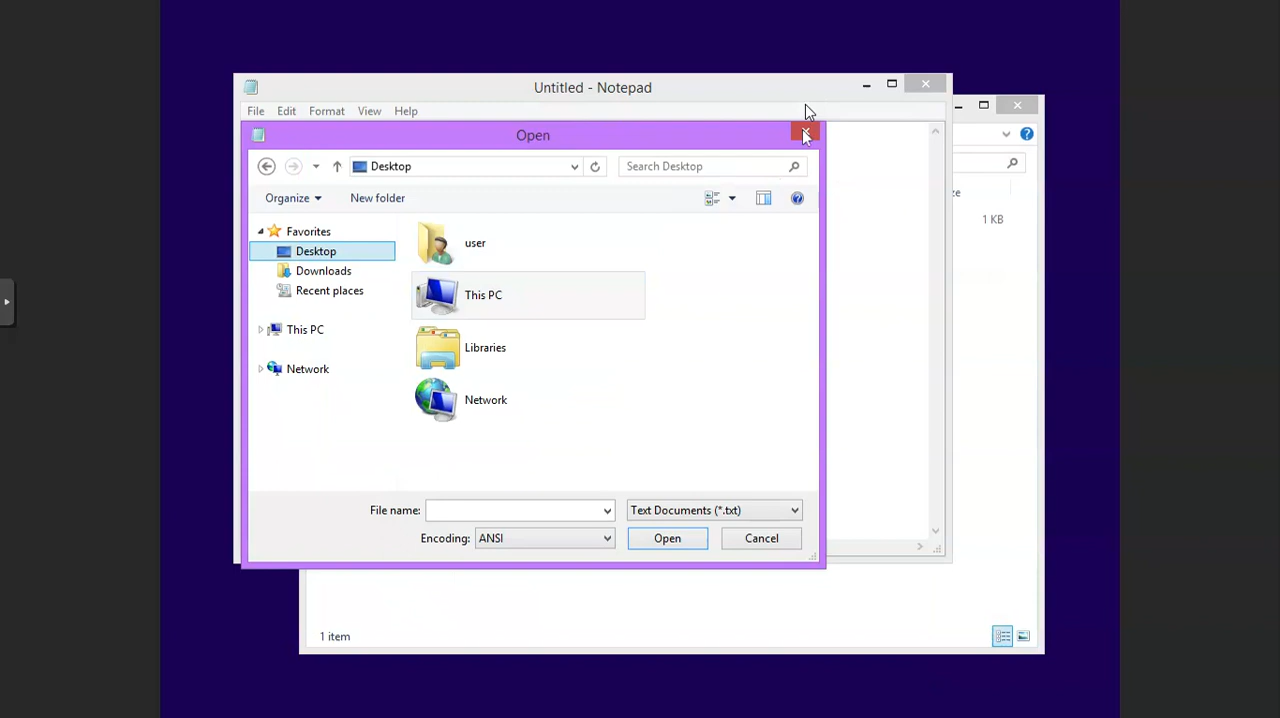 Untitled - Notepad
File Edit Format View Help
Open
Desktop
Search Desktop
Organize New folder
ze
Favorites
Desktop
Downloads
Recent places
This PC
Network
user
This PC
Libraries
Network
1 KB
File name:
Text Documents (*.txt)
Encoding: ANSI
Open Cancel
1 item